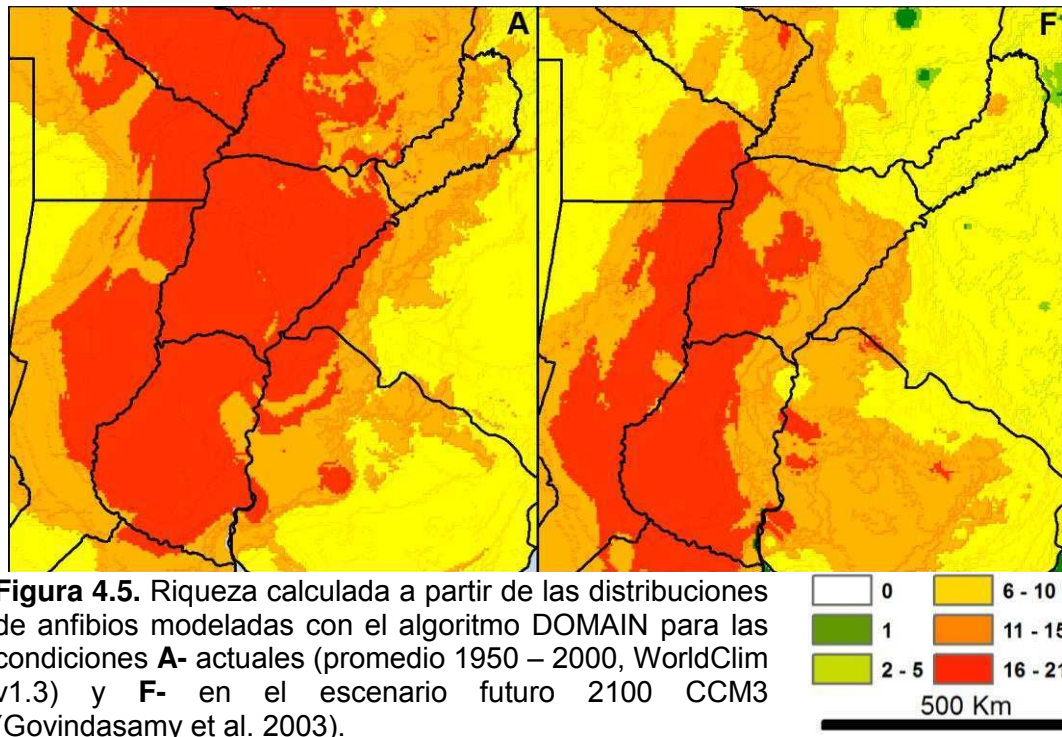 A
F
Figura 4.5. Riqueza calculada a partir de las distribuciones
de anfibios modeladas con el algoritmo DOMAIN para las
condiciones A- actuales (promedio 1950 – 2000, WorldClim
v1.3) y F- en el escenario futuro 2100 CCM3
(Govindasamy et al. 2003).
0
6 - 10
1
11 - 15
2 - 5
16 - 21
500 Km